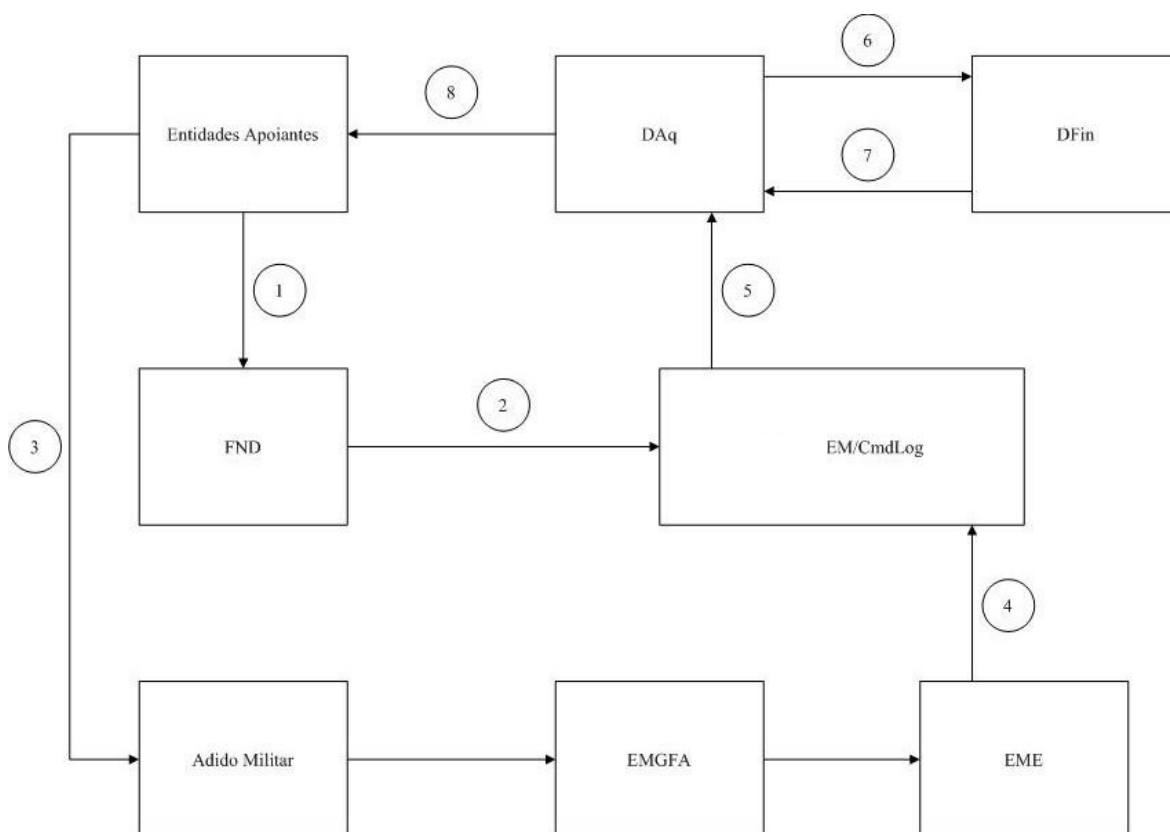 6
8
Entidades Apoiantes
DAq
DFin
7
1
5
2
3
FND
EM/CmdLog
4
Adido Militar
EMGFA
EME